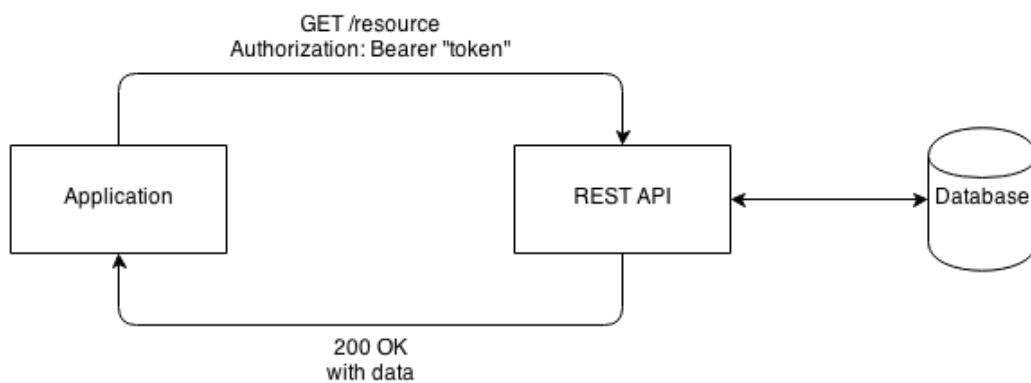 GET /resource
Authorization: Bearer "token"
Application
REST API
Database
200 OK
with data